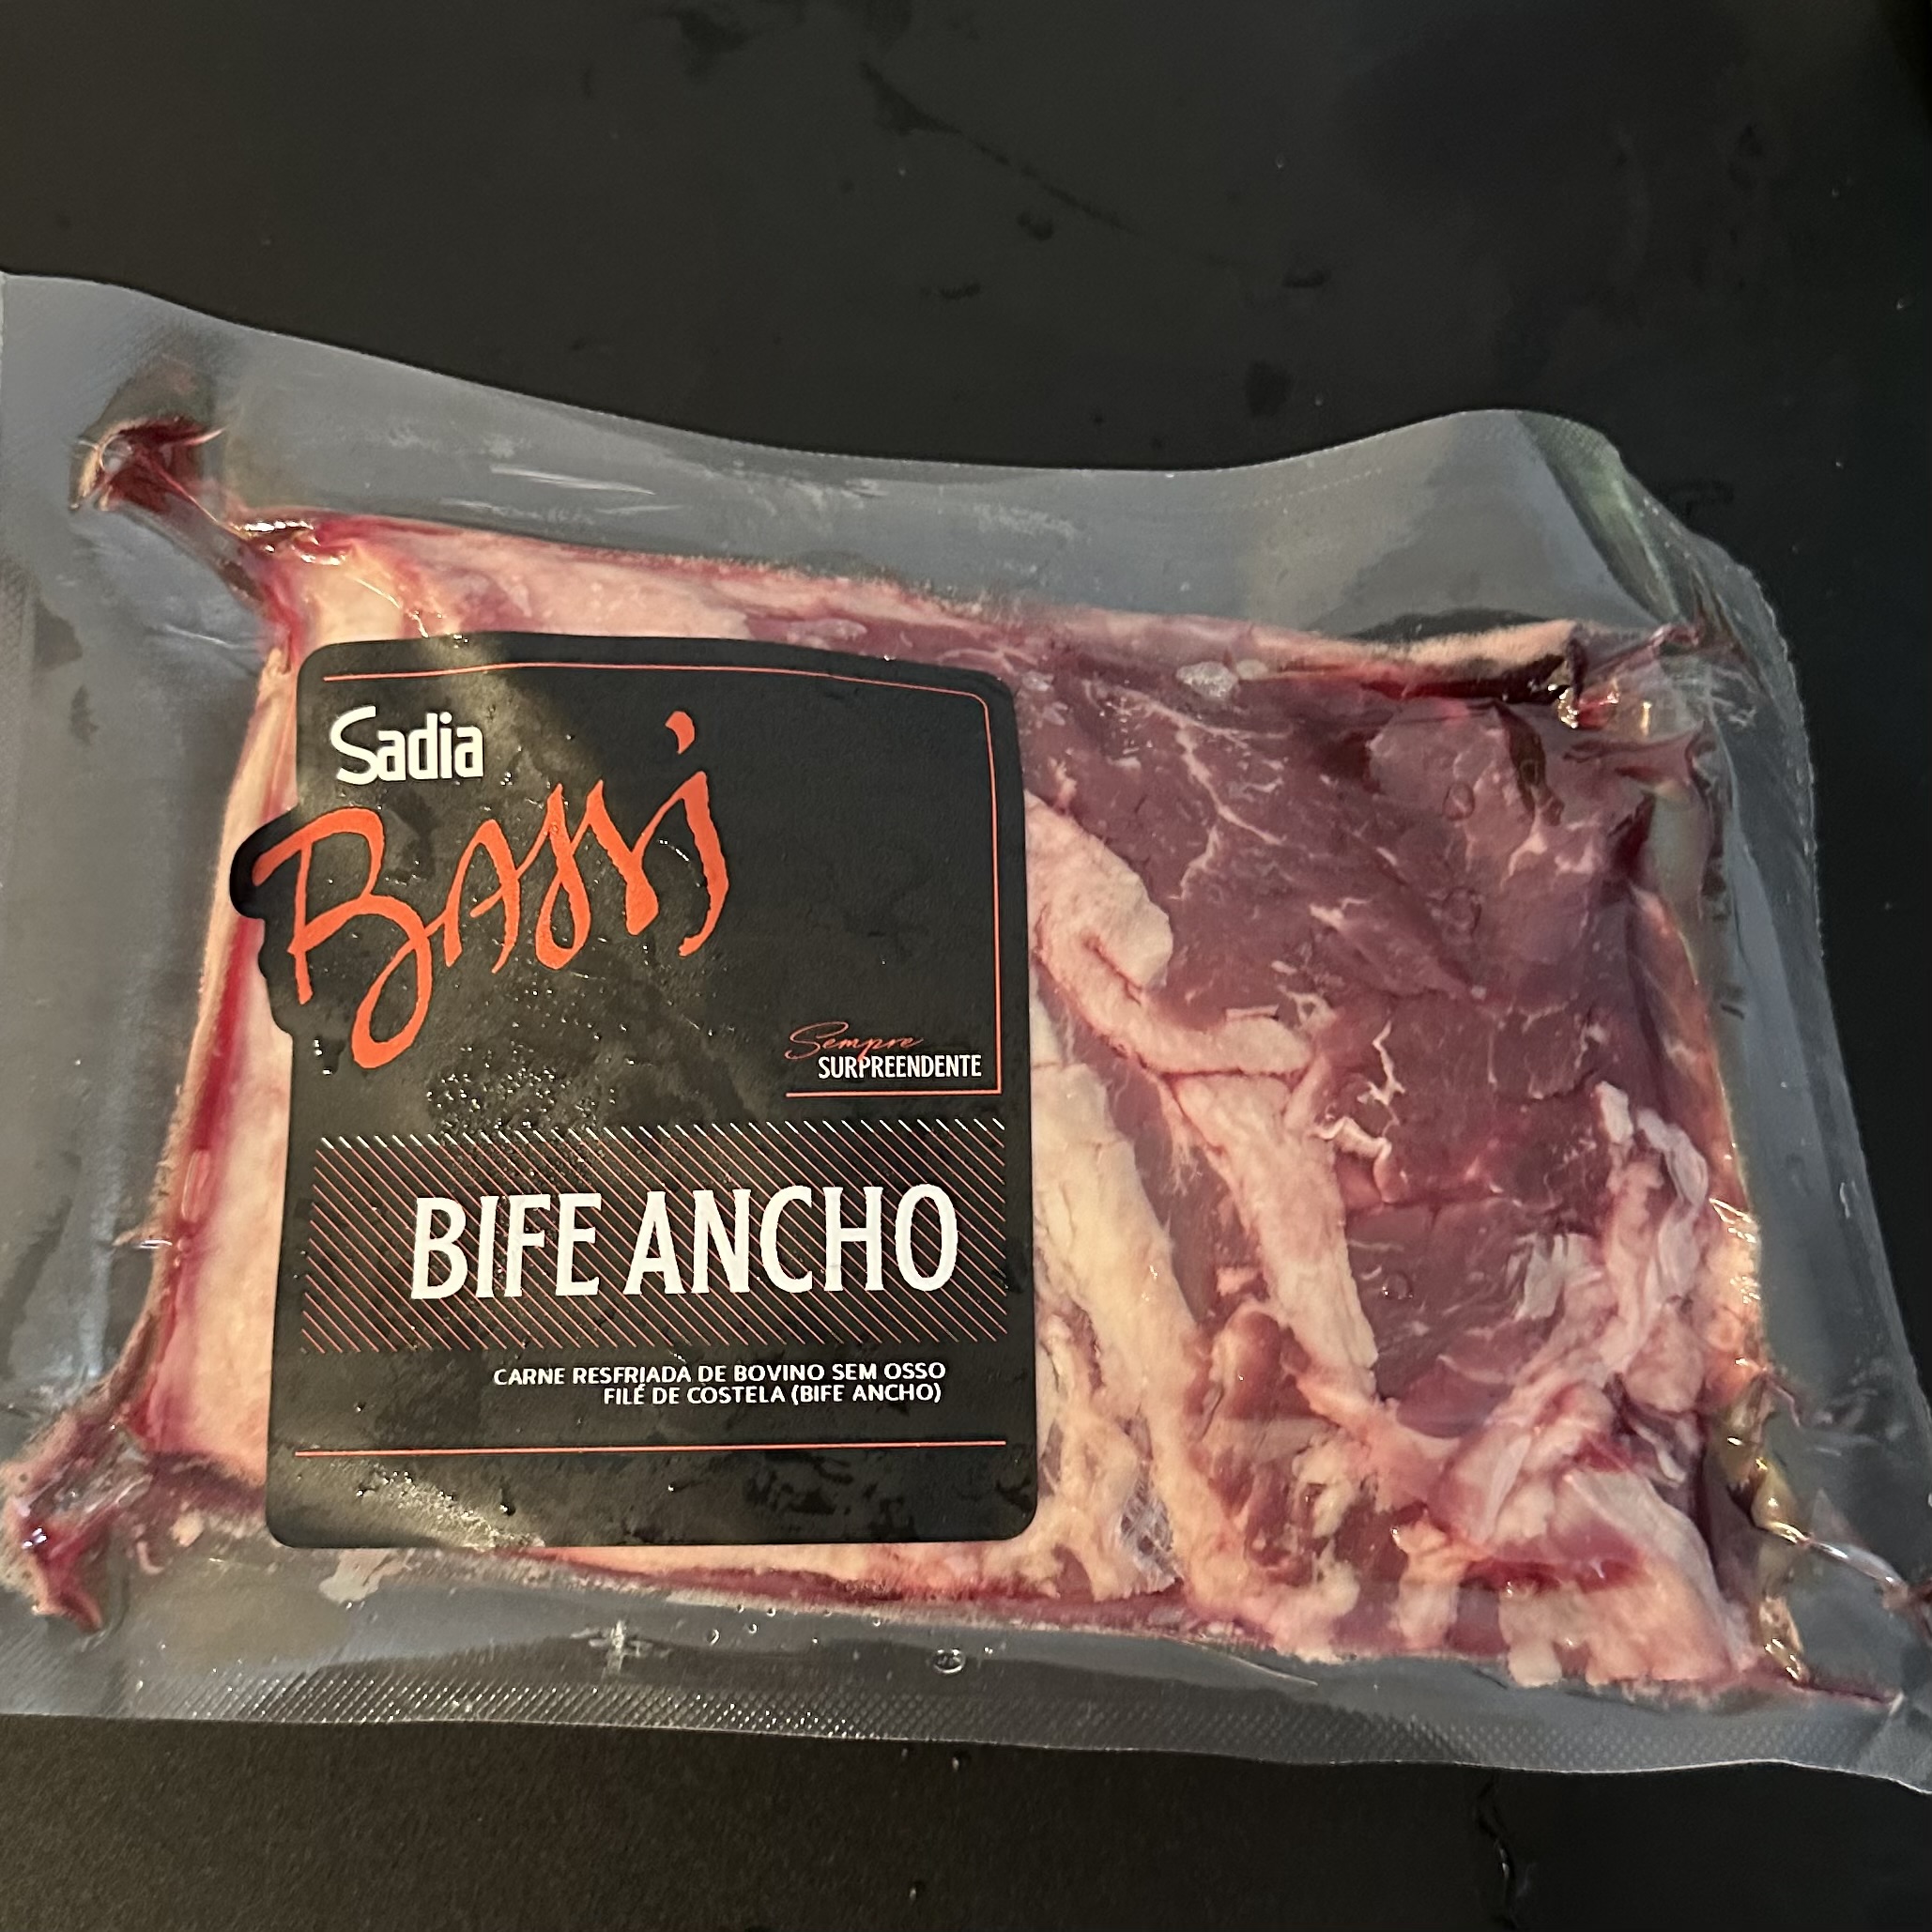 Sadia
Bassi
Sempre
SURPREENDENTE
BIFE ANCHO
CARNE RESFRIADA DE BOVINO SEM OSSO
FILÉ DE COSTELA (BIFE ANCHO)